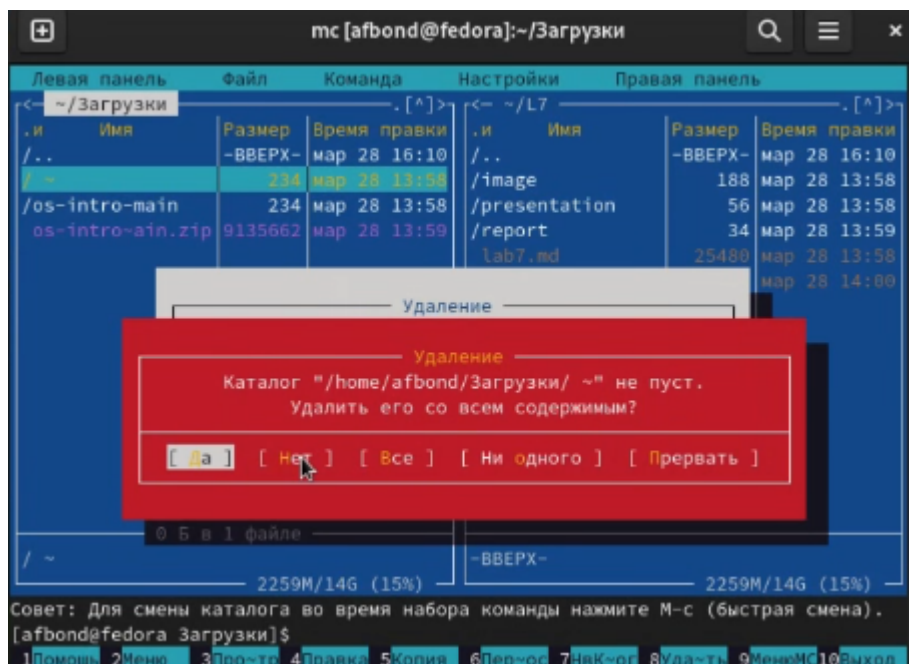 mc [afbond@fedora]:~/Загрузки
Левая панель Файл Команда Настройки Правая панель
<— ~/Загрузки .[^]> <— ~/L7 .[^]>
.и Имя Размер Время правки .и Имя Размер Время правки
/.. -ВВЕРХ- мар 28 16:10 /.. -ВВЕРХ- мар 28 16:10
/ ~ 234 мар 28 13:58 /image 188 мар 28 13:58
/os-intro-main 234 мар 28 13:58 /presentation 56 мар 28 13:58
os-intro~ain.zip 9135662 мар 28 13:59 /report 34 мар 28 13:59
lab7.md 25480 мар 28 13:58
мар 28 14:00
Удаление
Удаление
Каталог "/home/afbond/Загрузки/ ~" не пуст.
Удалить его со всем содержимым?
[ Да ] [ Нет ] [ Все ] [ Ни одного ] [ Прервать ]
0 Б в 1 файле
/ ~ -ВВЕРХ-
2259M/14G (15%) 2259M/14G (15%)
Совет: Для смены каталога во время набора команды нажмите M-c (быстрая смена).
[afbond@fedora Загрузки]$
1Помощь 2Меню 3Про~тр 4Правка 5Копия 6Пер~ос 7НвК~ог 8Уда~ть 9МенюMC 10Выход